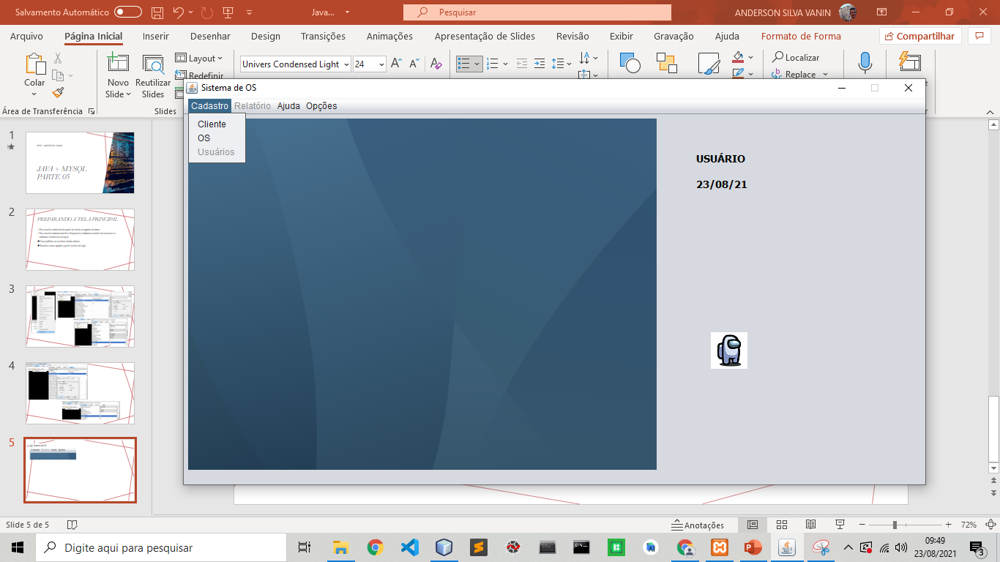 Salvamento Automático
Java...
Pesquisar
ANDERSON SILVA VANIN
Arquivo Página Inicial Inserir Desenhar Design Transições Animações Apresentação de Slides Revisão Exibir Gravação Ajuda Formato de Forma Compartilhar
Colar
Novo Slide
Reutilizar Slides
Layout
Redefinir
Univers Condensed Light 24
Localizar
Replace
Área de Transferência Slides
Sistema de OS
Cadastro Relatório Ajuda Opções
Cliente
OS
Usuários
USUÁRIO
23/08/21
1
JAVA + MYSQL
PARTE 05
2
PREPARANDO A TELA PRINCIPAL
3
4
5
Slide 5 de 5
Anotações
72%
Digite aqui para pesquisar
09:49
23/08/2021
3